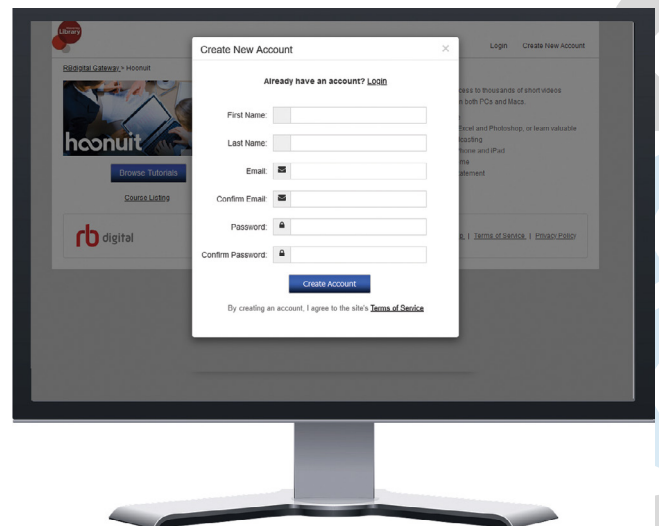 Library
Login Create New Account
RBdigital Gateway > Hoonuit
hoonuit
Browse Tutorials
Course Listing
rb digital
Create New Account ×
Already have an account? Login
First Name:
Last Name:
Email:
Confirm Email:
Password:
Confirm Password:
Create Account
By creating an account, I agree to the site's Terms of Service
cess to thousands of short videos
n both PCs and Macs.
Excel and Photoshop, or learn valuable
casting
hone and iPad
me
atement
| Terms of Service | Privacy Policy